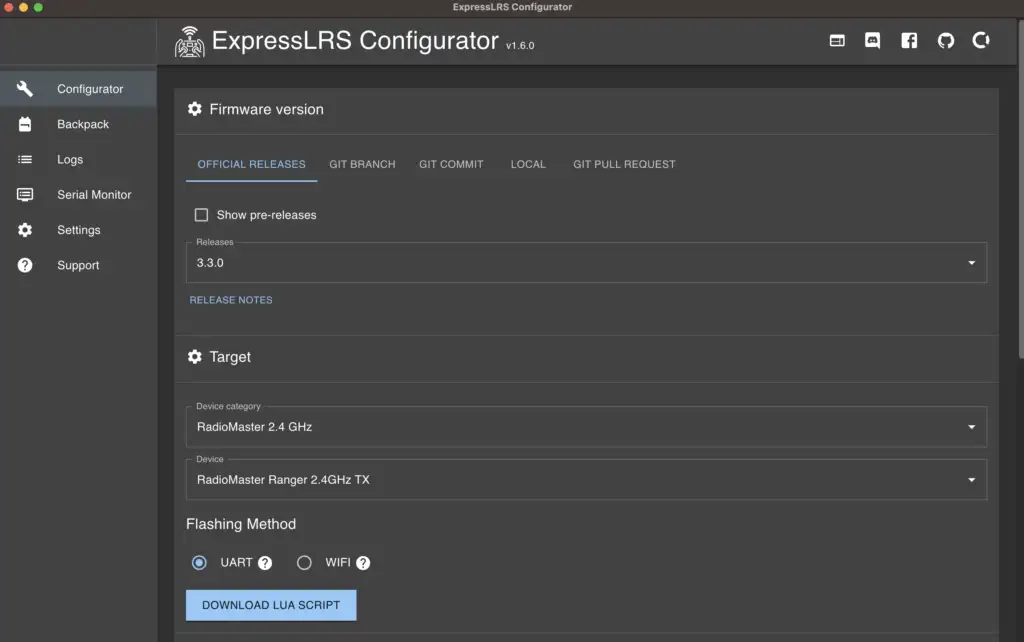 ExpressLRS Configurator
ExpressLRS Configurator v1.6.0
Configurator
Backpack
Logs
Serial Monitor
Settings
Support
Firmware version
OFFICIAL RELEASES GIT BRANCH GIT COMMIT LOCAL GIT PULL REQUEST
Show pre-releases
Releases
3.3.0
RELEASE NOTES
Target
Device category
RadioMaster 2.4 GHz
Device
RadioMaster Ranger 2.4GHz TX
Flashing Method
UART ? WIFI ?
DOWNLOAD LUA SCRIPT